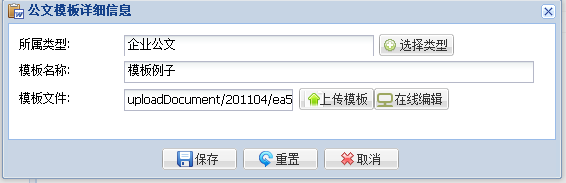 公文模板详细信息
所属类型: 企业公文 选择类型
模板名称: 模板例子
模板文件: uploadDocument/201104/ea5 上传模板 在线编辑
保存 重置 取消